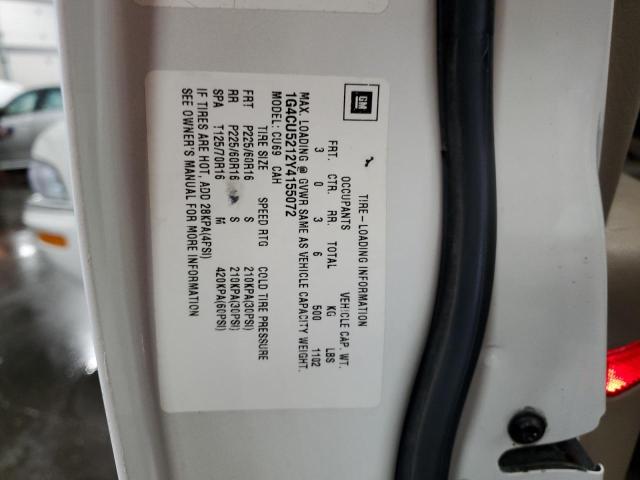 GM
TIRE-LOADING INFORMATION
OCCUPANTS VEHICLE CAP. WT.
FRT. CTR. RR. TOTAL KG LBS
3 0 3 6 500 1102
MAX. LOADING @ GVWR SAME AS VEHICLE CAPACITY WEIGHT.
1G4CU5212Y4155072
MODEL: CU69 CAH
TIRE SIZE SPEED RTG COLD TIRE PRESSURE
FRT P225/60R16 S 210KPA(30PSI)
RR P225/60R16 S 210KPA(30PSI)
SPA T125/70R16 M 420KPA(60PSI)
IF TIRES ARE HOT, ADD 28KPA(4PSI)
SEE OWNER'S MANUAL FOR MORE INFORMATION